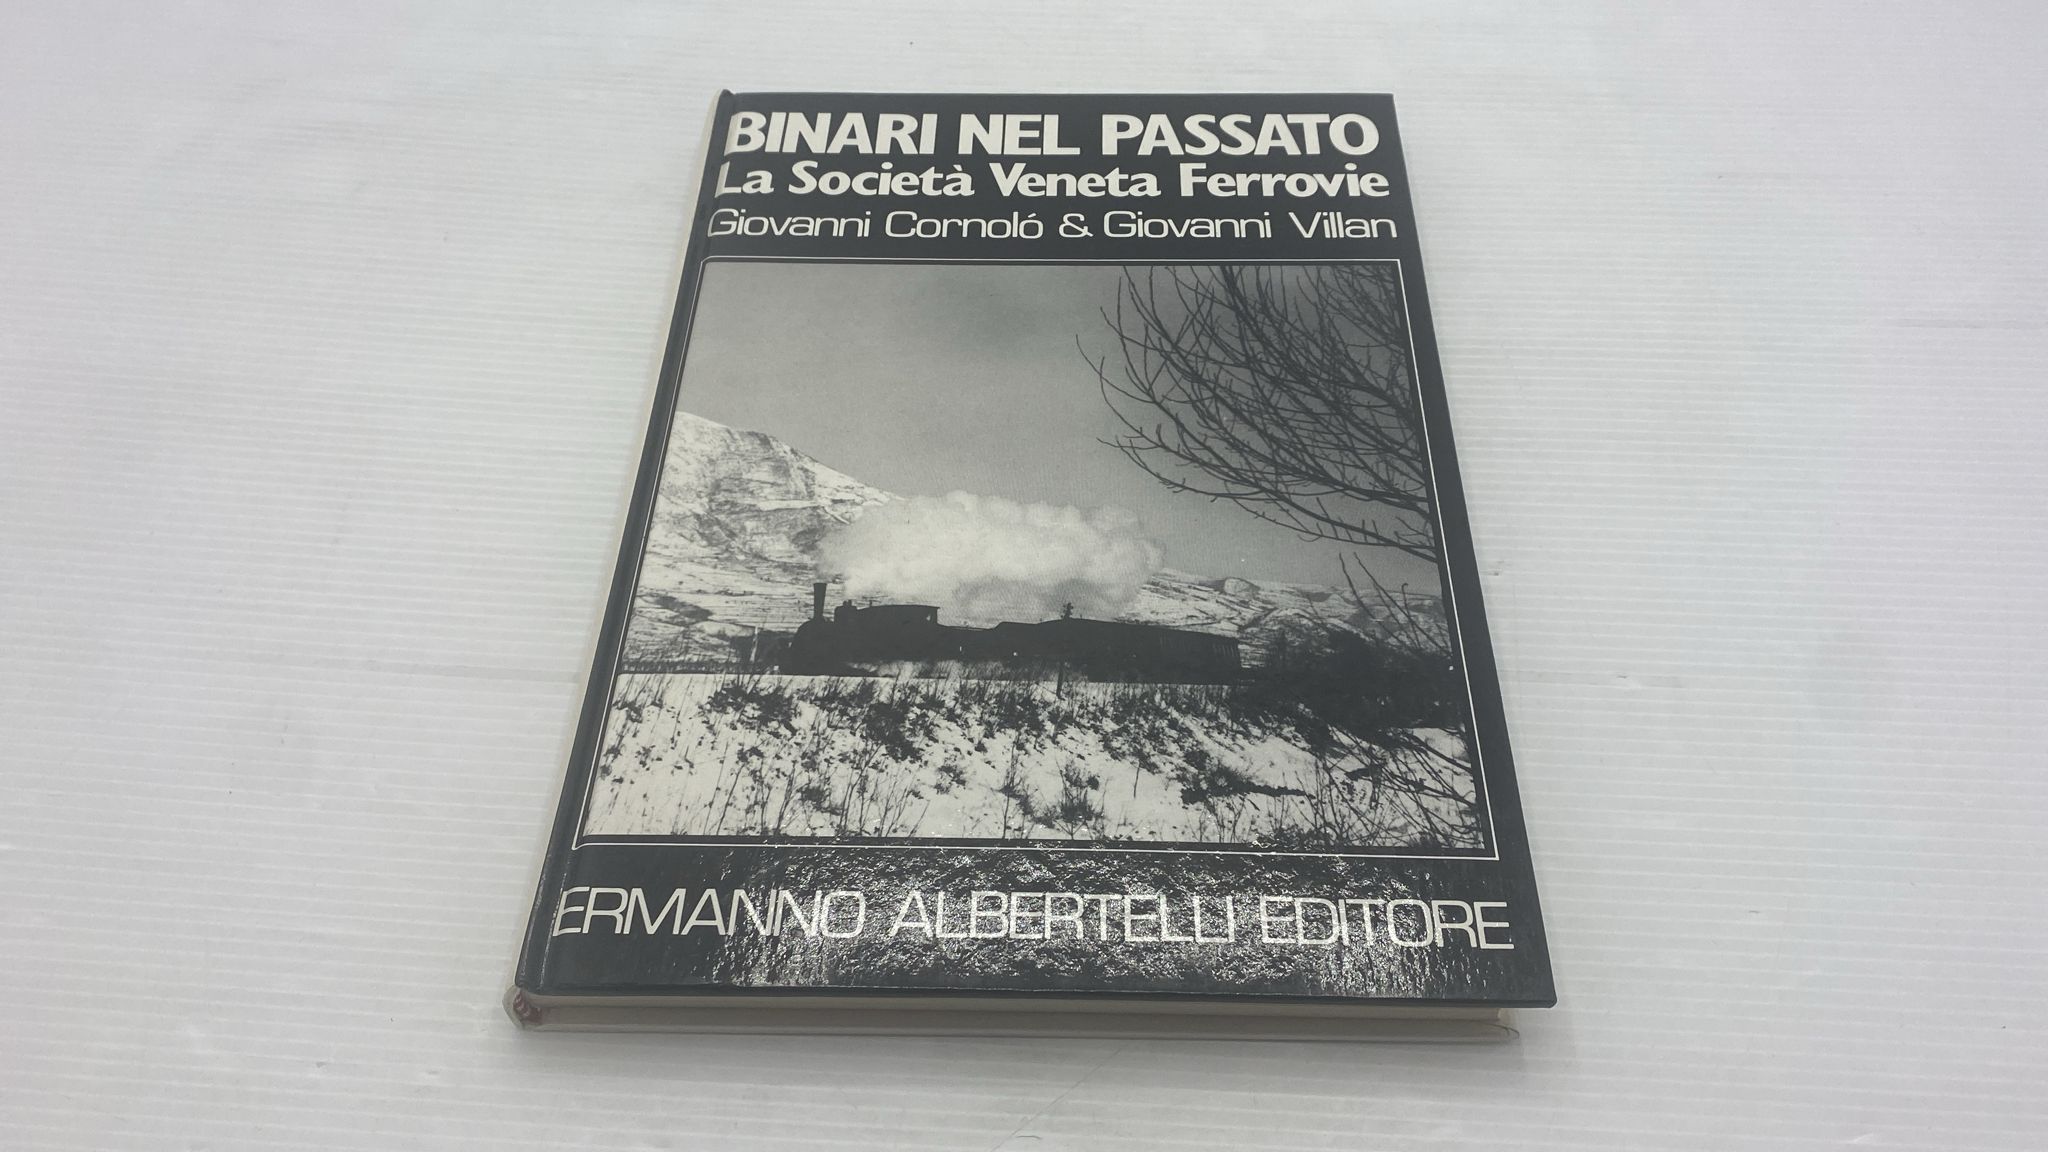 BINARI NEL PASSATO
La Società Veneta Ferrovie
Giovanni Cornoló & Giovanni Villan
ERMANNO ALBERTELLI EDITORE